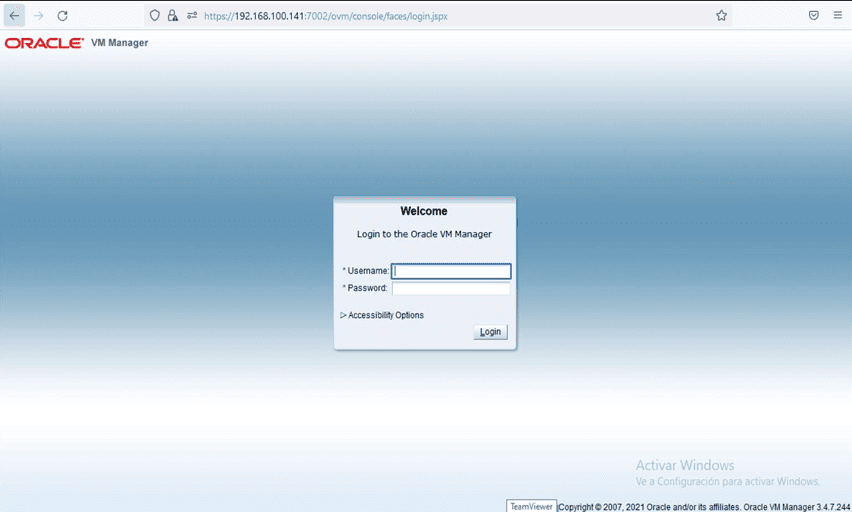 https://192.168.100.141:7002/ovm/console/faces/login.jspx
ORACLE® VM Manager
Welcome
Login to the Oracle VM Manager
* Username:
* Password:
Accessibility Options
Login
Activar Windows
Ve a Configuración para activar Windows.
TeamViewer
Copyright © 2007, 2021 Oracle and/or its affiliates. Oracle VM Manager 3.4.7.244